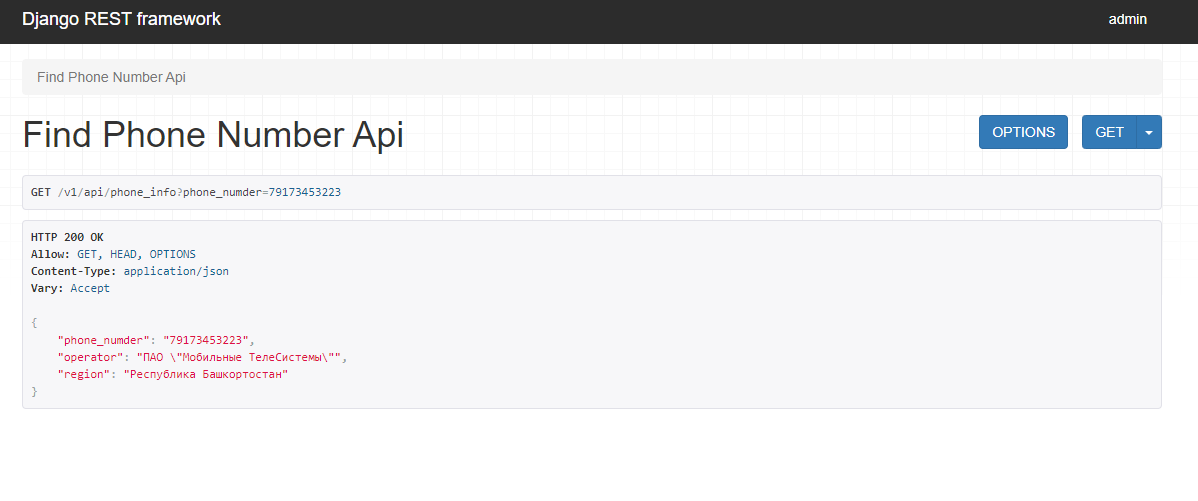 Django REST framework
admin
Find Phone Number Api
Find Phone Number Api
OPTIONS
GET
GET /v1/api/phone_info?phone_numder=79173453223
HTTP 200 OK
Allow: GET, HEAD, OPTIONS
Content-Type: application/json
Vary: Accept
{
"phone_numder": "79173453223",
"operator": "ПАО \"Мобильные ТелеСистемы\"",
"region": "Республика Башкортостан"
}